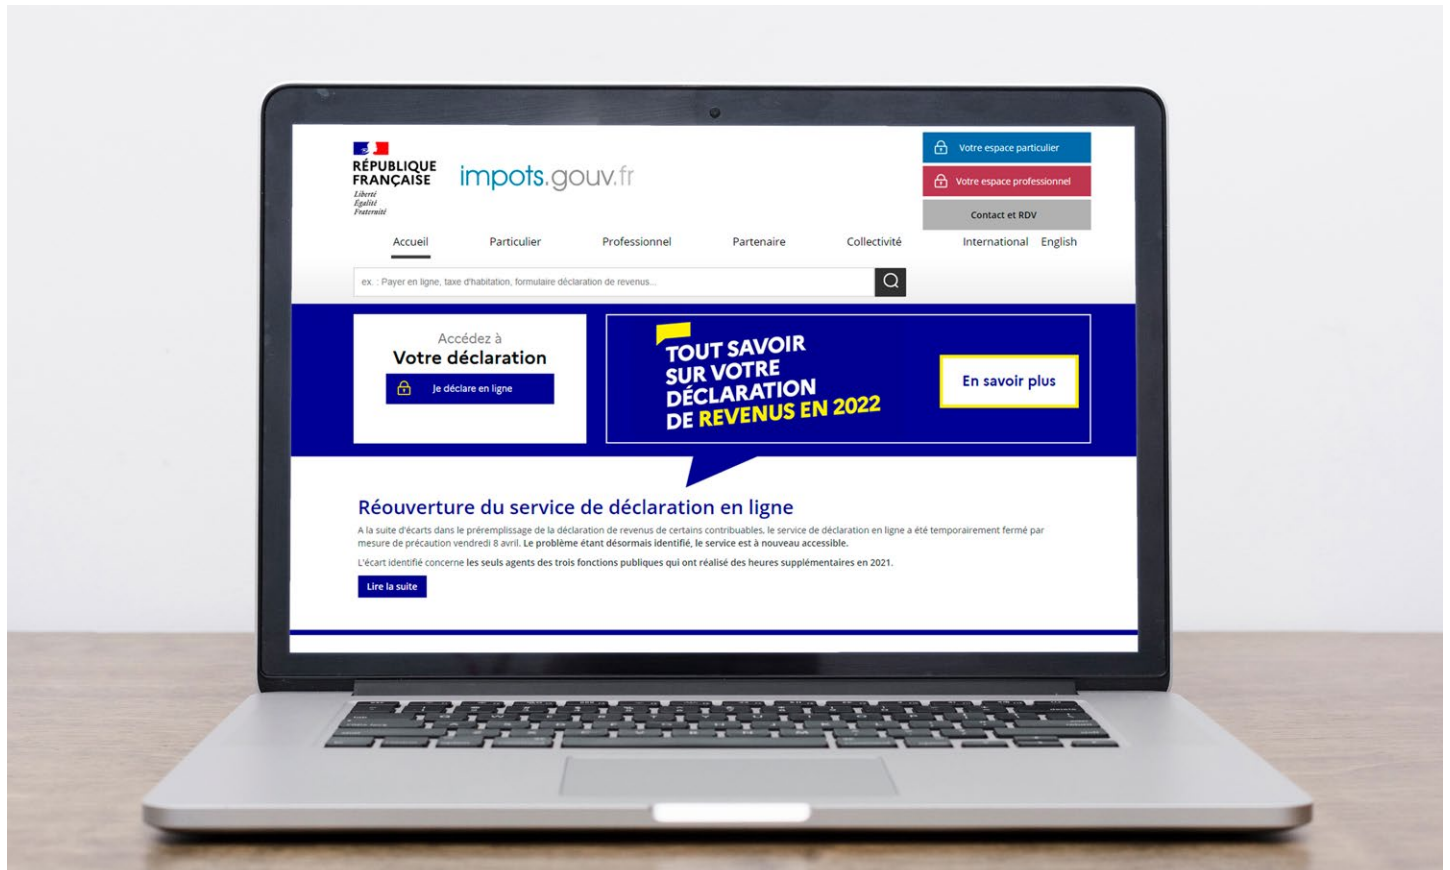 RÉPUBLIQUE
FRANÇAISE
Liberté
Égalité
Fraternité
impots.gouv.fr
Votre espace particulier
Votre espace professionnel
Contact et RDV
Accueil Particulier Professionnel Partenaire Collectivité International English
ex. : Payer en ligne, taxe d'habitation, formulaire déclaration de revenus...
Accédez à
Votre déclaration
Je déclare en ligne
TOUT SAVOIR
SUR VOTRE
DÉCLARATION
DE REVENUS EN 2022
En savoir plus
Réouverture du service de déclaration en ligne
A la suite d'écarts dans le préremplissage de la déclaration de revenus de certains contribuables, le service de déclaration en ligne a été temporairement fermé par
mesure de précaution vendredi 8 avril. Le problème étant désormais identifié, le service est à nouveau accessible.
L'écart identifié concerne les seuls agents des trois fonctions publiques qui ont réalisé des heures supplémentaires en 2021.
Lire la suite